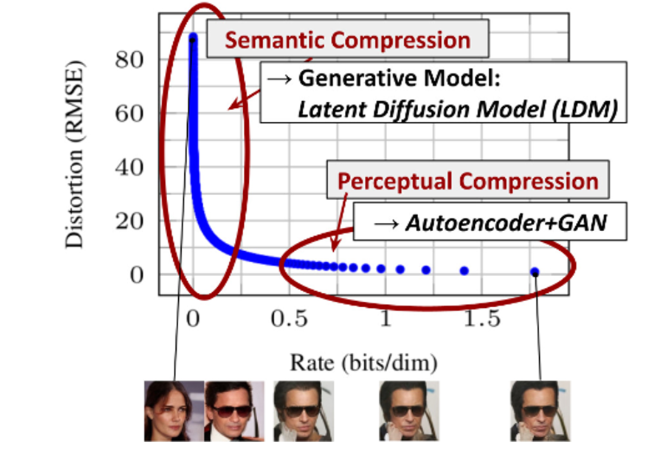 Semantic Compression
→ Generative Model:
Latent Diffusion Model (LDM)
Perceptual Compression
→ Autoencoder+GAN
Distortion (RMSE)
80
60
40
20
0
0 0.5 1 1.5
Rate (bits/dim)